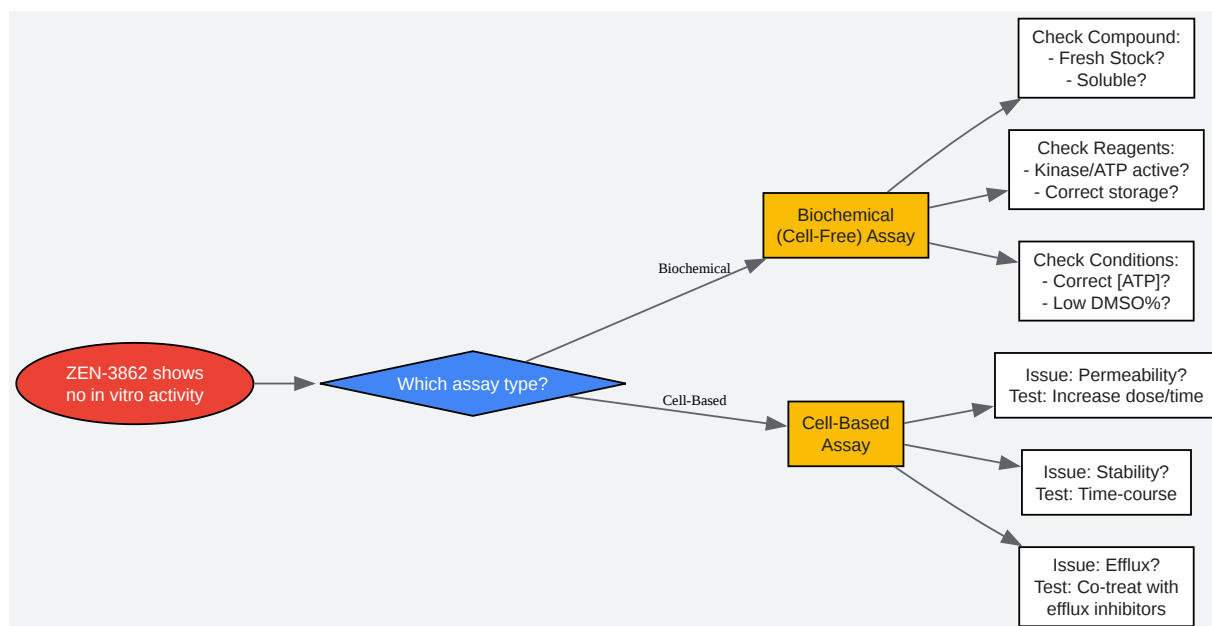 ZEN-3862 shows
no in vitro activity
Which assay type?
Biochemical
Cell-Based
Biochemical
(Cell-Free) Assay
Cell-Based
Assay
Check Compound:
- Fresh Stock?
- Soluble?
Check Reagents:
- Kinase/ATP active?
- Correct storage?
Check Conditions:
- Correct [ATP]?
- Low DMSO%?
Issue: Permeability?
Test: Increase dose/time
Issue: Stability?
Test: Time-course
Issue: Efflux?
Test: Co-treat with
efflux inhibitors